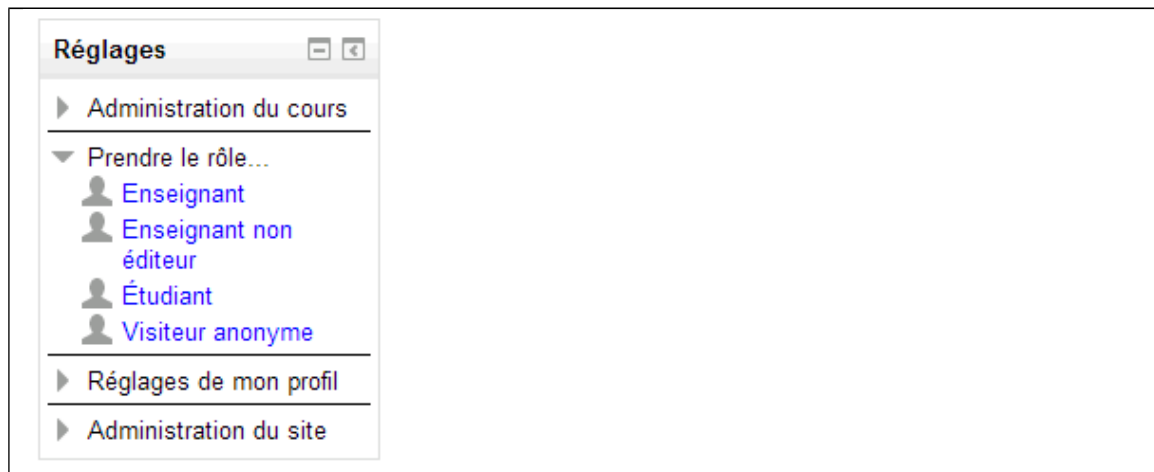 Réglages
Administration du cours
Prendre le rôle...
Enseignant
Enseignant non
éditeur
Étudiant
Visiteur anonyme
Réglages de mon profil
Administration du site